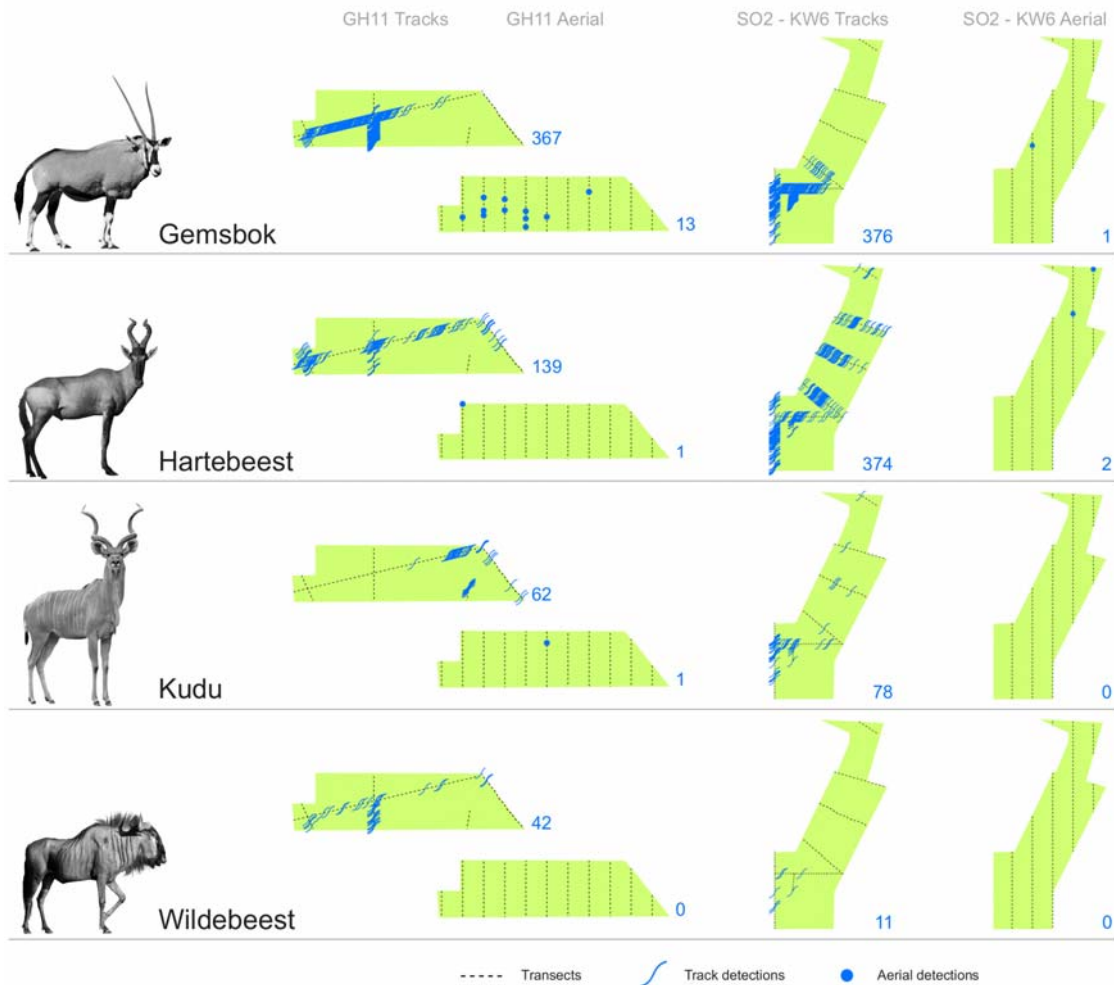 GH11 Tracks GH11 Aerial SO2 - KW6 Tracks SO2 - KW6 Aerial
367
Gemsbok 13 376 1
139
Hartebeest 1 374 2
62
Kudu 1 78 0
42
Wildebeest 0 11 0
Transects Track detections Aerial detections